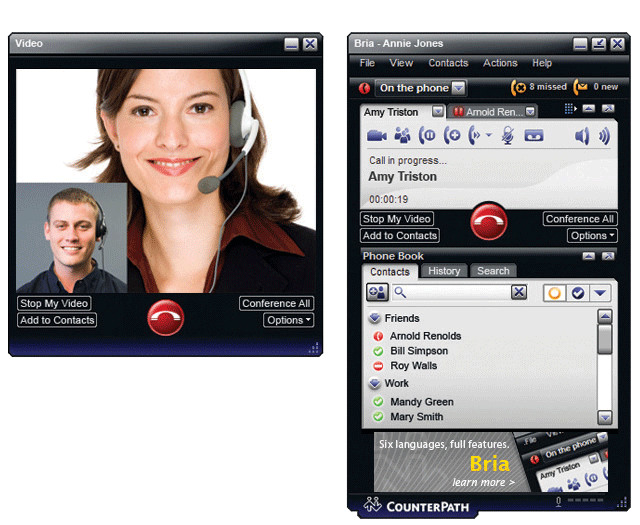 Video
Stop My Video
Conference All
Add to Contacts
Options
Bria - Annie Jones
File View Contacts Actions Help
On the phone
8 missed
0 new
Amy Triston
Arnold Ren...
Call in progress...
Amy Triston
00:00:19
Stop My Video
Conference All
Add to Contacts
Options
Phone Book
Contacts History Search
Friends
Arnold Renolds
Bill Simpson
Roy Walls
Work
Mandy Green
Mary Smith
Six languages, full features.
Bria
learn more >
File
On the phone
Amy Triston
COUNTERPATH